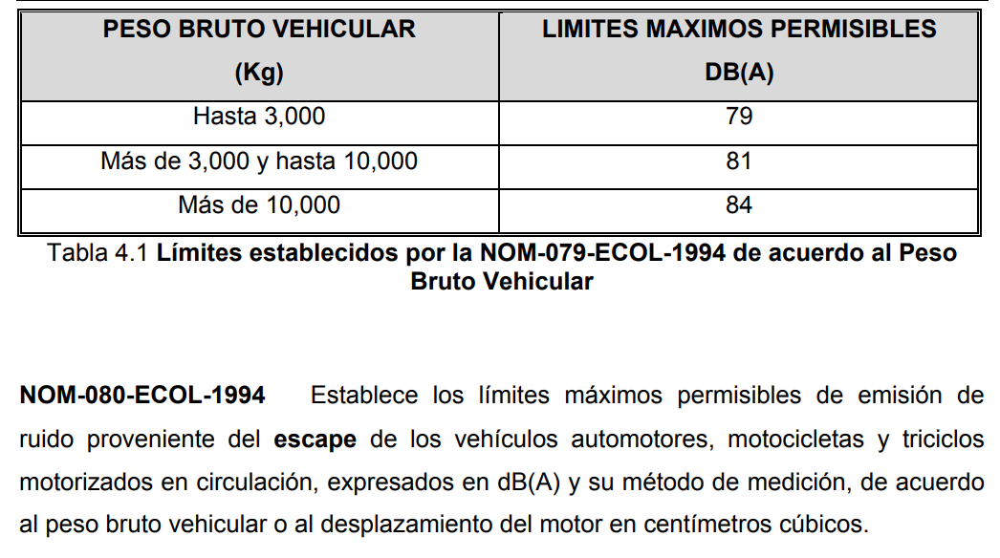 PESO BRUTO VEHICULAR (Kg) LIMITES MAXIMOS PERMISIBLES DB(A)
Hasta 3,000 79
Más de 3,000 y hasta 10,000 81
Más de 10,000 84
Tabla 4.1 Límites establecidos por la NOM-079-ECOL-1994 de acuerdo al Peso
Bruto Vehicular
NOM-080-ECOL-1994 Establece los límites máximos permisibles de emisión de
ruido proveniente del escape de los vehículos automotores, motocicletas y triciclos
motorizados en circulación, expresados en dB(A) y su método de medición, de acuerdo
al peso bruto vehicular o al desplazamiento del motor en centímetros cúbicos.